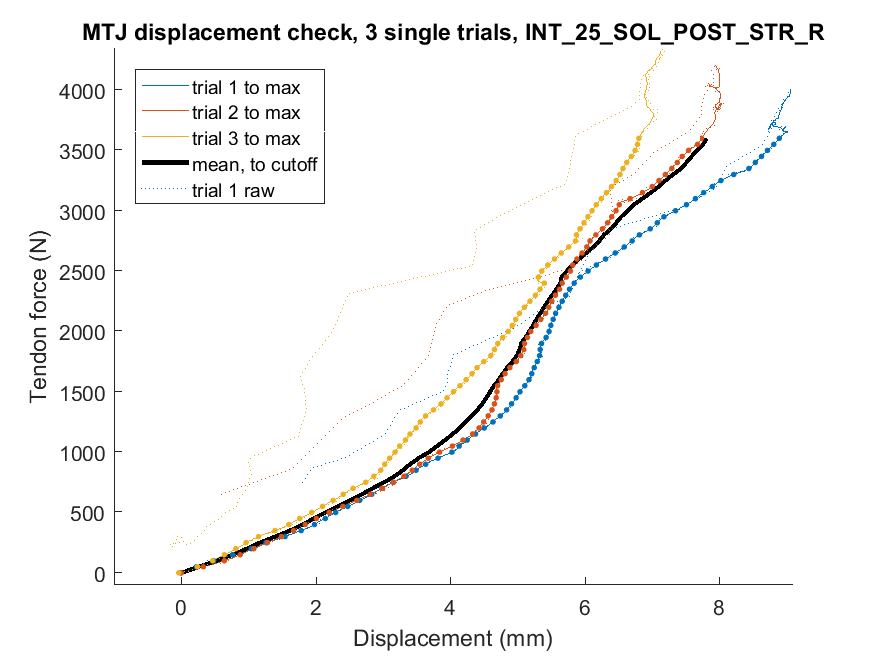 MTJ displacement check, 3 single trials, INT_25_SOL_POST_STR_R
trial 1 to max
trial 2 to max
trial 3 to max
mean, to cutoff
trial 1 raw
Tendon force (N)
4000
3500
3000
2500
2000
1500
1000
500
0
0 2 4 6 8
Displacement (mm)